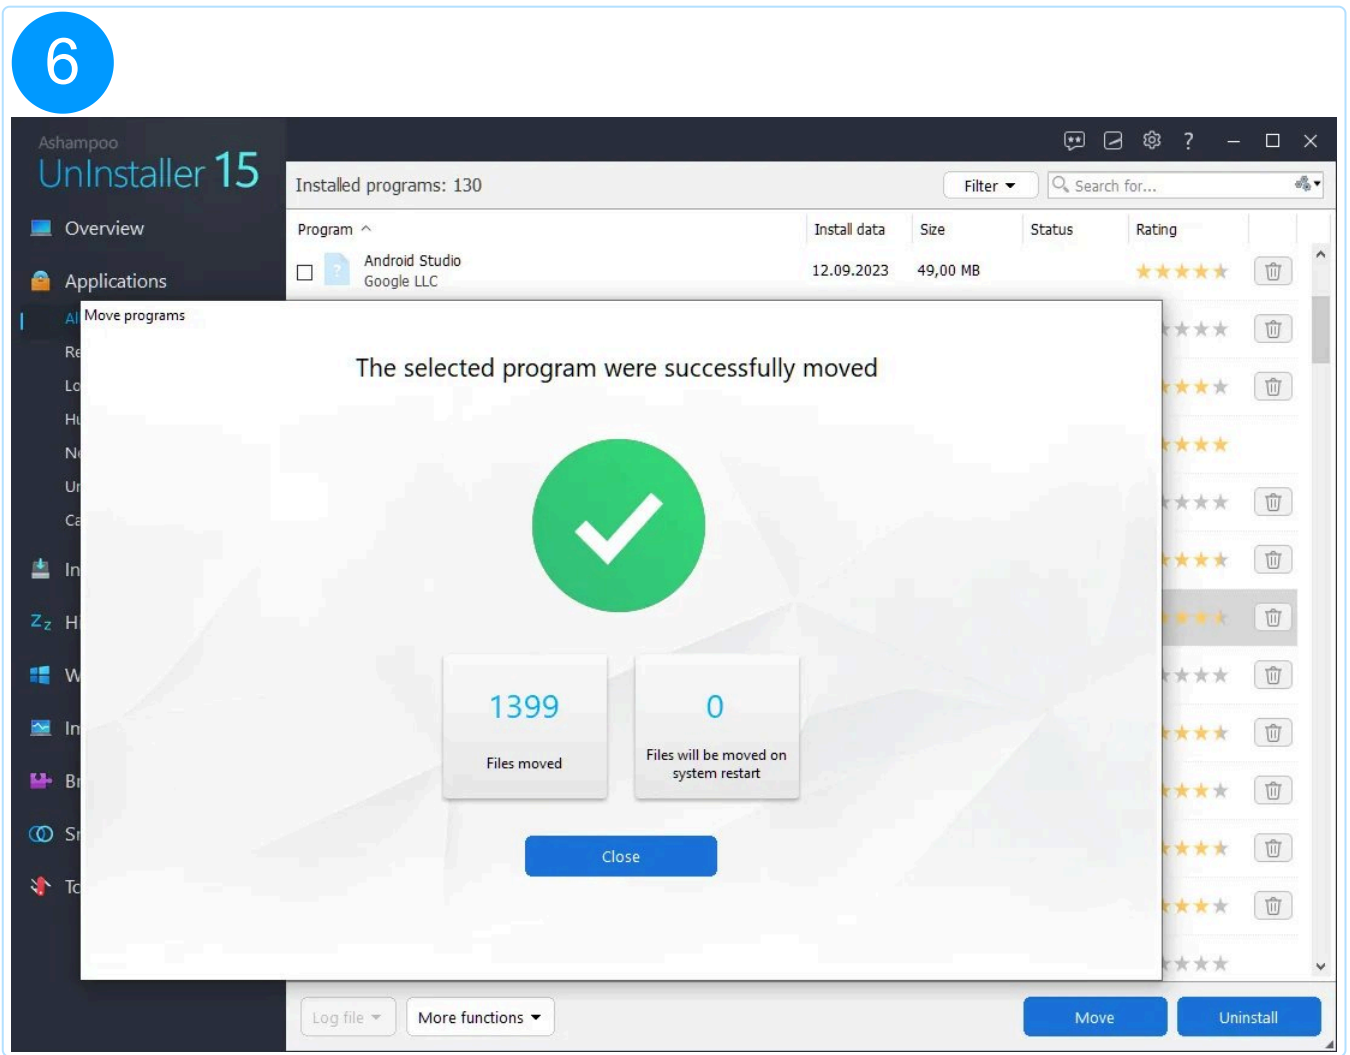 6
Ashampoo
UnInstaller 15
?
Installed programs: 130
Filter
Search for...
Overview
Program
Install data
Size
Status
Rating
Applications
Android Studio
Google LLC
12.09.2023
49,00 MB
?
Move programs
The selected program were successfully moved
1399
Files moved
0
Files will be moved on
system restart
Close
Log file
More functions
Move
Uninstall